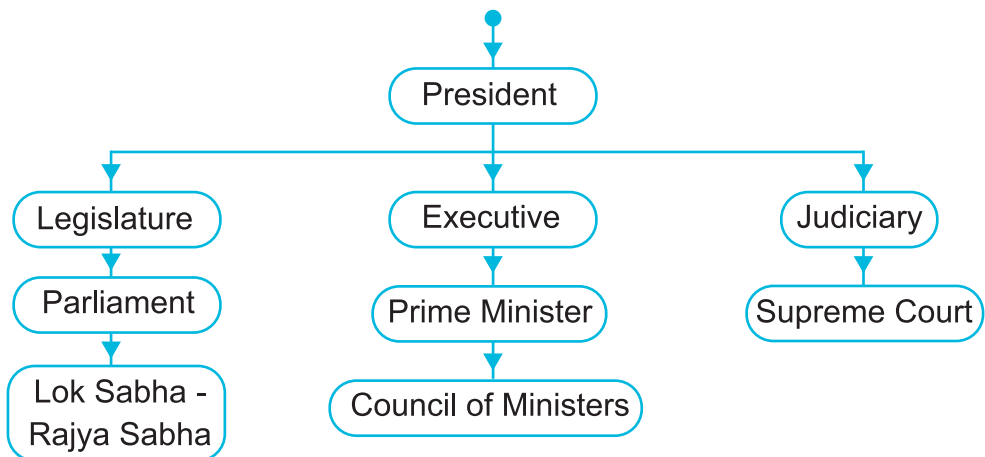 President
Legislature
Executive
Judiciary
Parliament
Prime Minister
Supreme Court
Lok Sabha -
Rajya Sabha
Council of Ministers